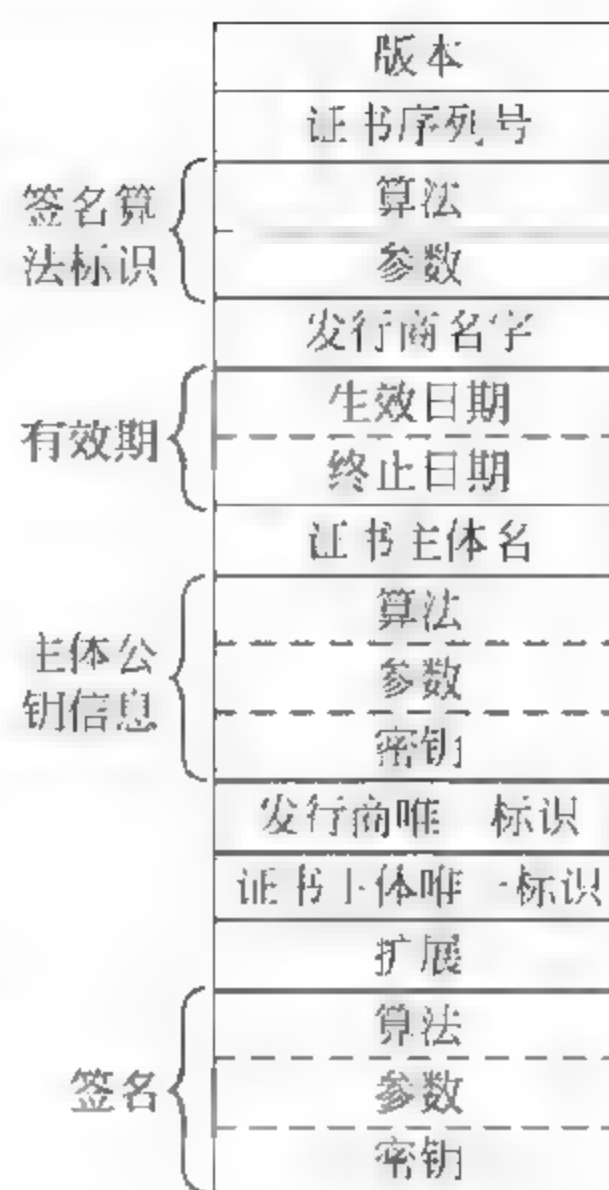 版本
证书序列号
签名算
法标识
算法
参数
发行商名字
有效期
生效日期
终止日期
证书主体名
主体公
钥信息
算法
参数
密钥
发行商唯 标识
证书 体唯一标识
扩展
签名
算法
参数
密钥